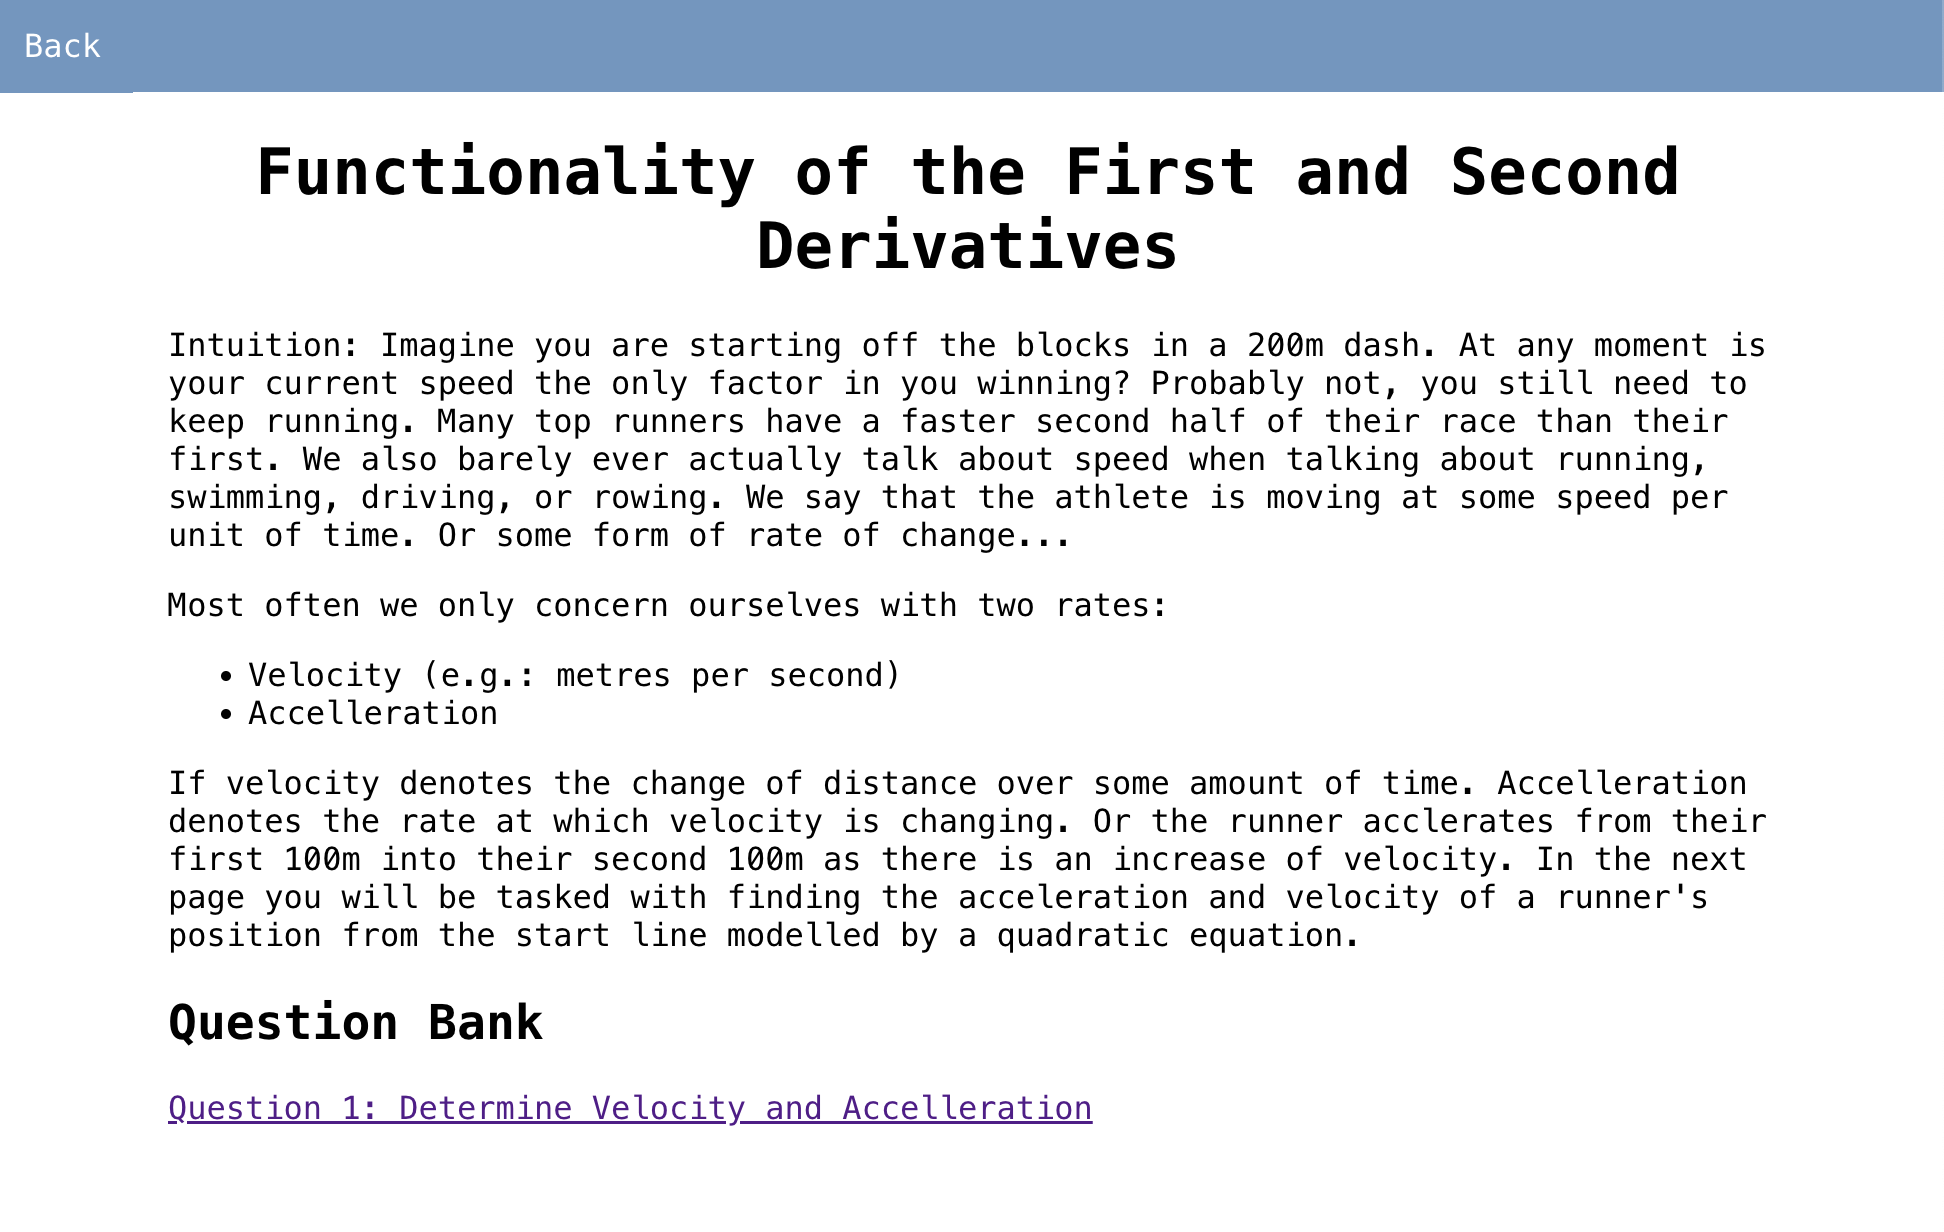 Back
Functionality of the First and Second
Derivatives
Intuition: Imagine you are starting off the blocks in a 200m dash. At any moment is
your current speed the only factor in you winning? Probably not, you still need to
keep running. Many top runners have a faster second half of their race than their
first. We also barely ever actually talk about speed when talking about running,
swimming, driving, or rowing. We say that the athlete is moving at some speed per
unit of time. Or some form of rate of change...
Most often we only concern ourselves with two rates:
• Velocity (e.g.: metres per second)
• Accelleration
If velocity denotes the change of distance over some amount of time. Accelleration
denotes the rate at which velocity is changing. Or the runner acclerates from their
first 100m into their second 100m as there is an increase of velocity. In the next
page you will be tasked with finding the acceleration and velocity of a runner's
position from the start line modelled by a quadratic equation.
Question Bank
Question 1: Determine Velocity and Accelleration